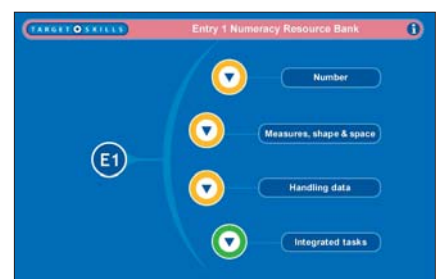 TARGET SKILLS Entry 1 Numeracy Resource Bank i
Number
Measures, shape & space
E1
Handling data
Integrated tasks